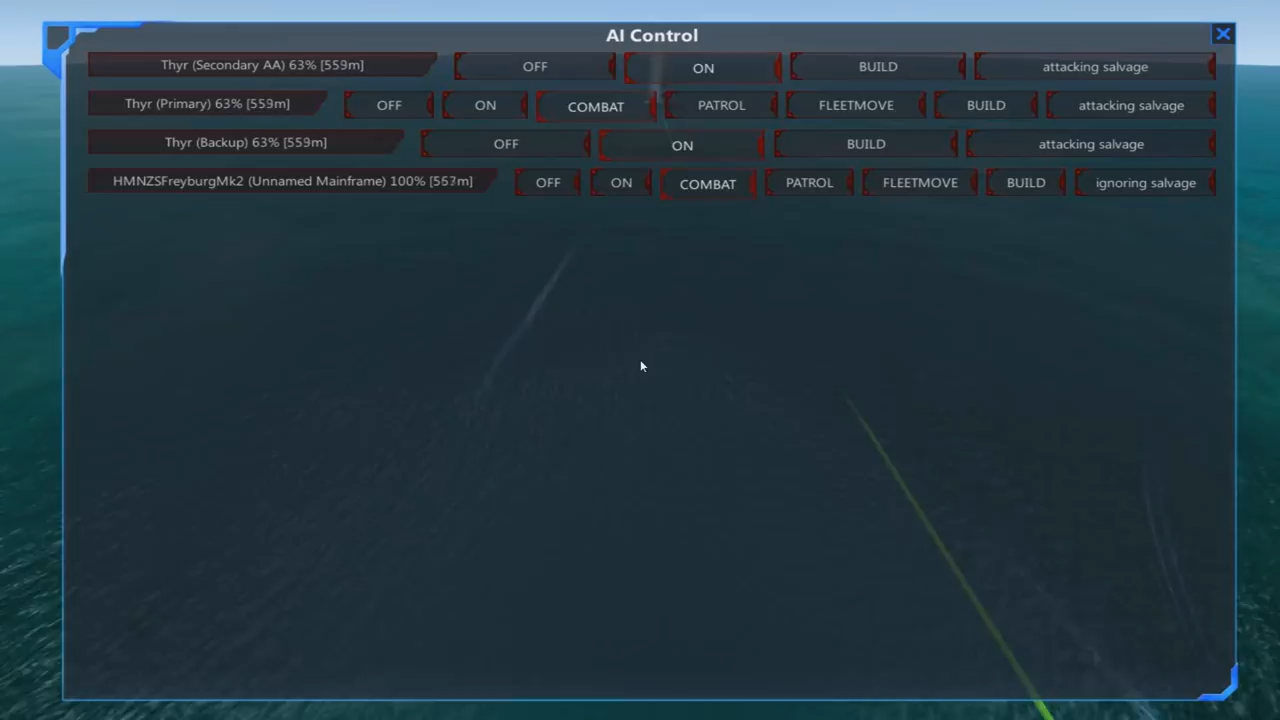 AI Control
Thyr (Secondary AA) 63% [559m] OFF ON BUILD attacking salvage
Thyr (Primary) 63% [559m] OFF ON COMBAT PATROL FLEETMOVE BUILD attacking salvage
Thyr (Backup) 63% [559m] OFF ON BUILD attacking salvage
HMNZSFreyburgMk2 (Unnamed Mainframe) 100% [557m] OFF ON COMBAT PATROL FLEETMOVE BUILD ignoring salvage